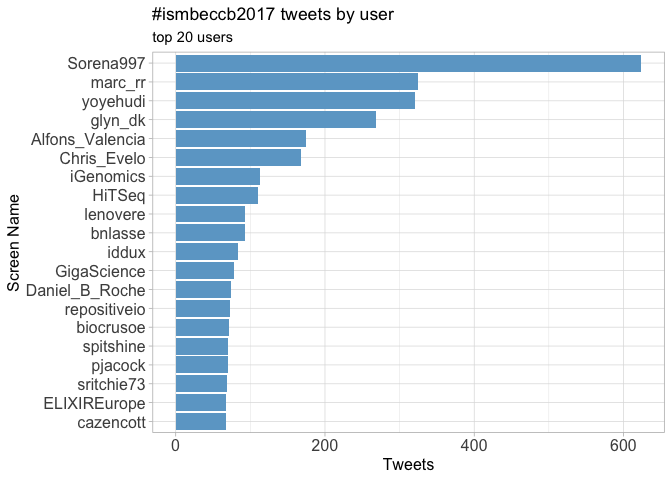 #ismbeccb2017 tweets by user
top 20 users
Screen Name
Sorena997
marc_rr
yoyehudi
glyn_dk
Alfons_Valencia
Chris_Evelo
iGenomics
HiTSeq
lenovere
bnlasse
iddux
GigaScience
Daniel_B_Roche
repositiveio
biocrusoe
spitshine
pjacock
sritchie73
ELIXIREurope
cazencott
0 200 400 600
Tweets